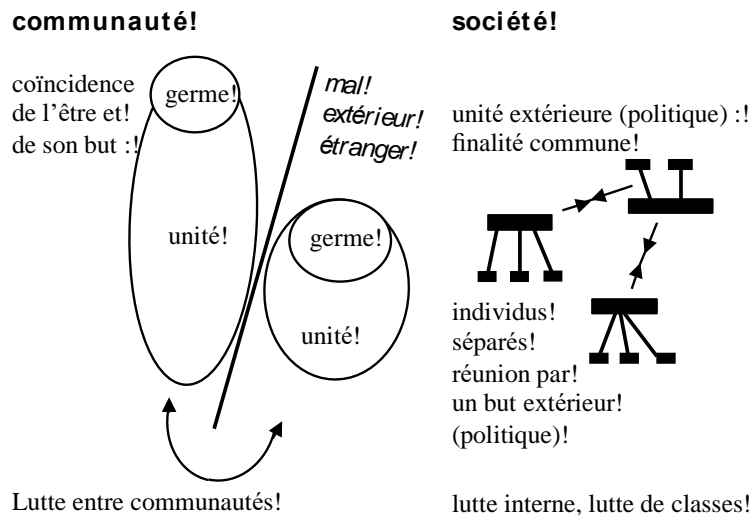 communauté!
coïncidence
de l'être et!
de son but :!
germe!
unité!
mal!
extérieur!
étranger!
germe!
unité!
Lutte entre communautés!
société!
unité extérieure (politique) :!
finalité commune!
individus!
séparés!
réunion par!
un but extérieur!
(politique)!
lutte interne, lutte de classes!